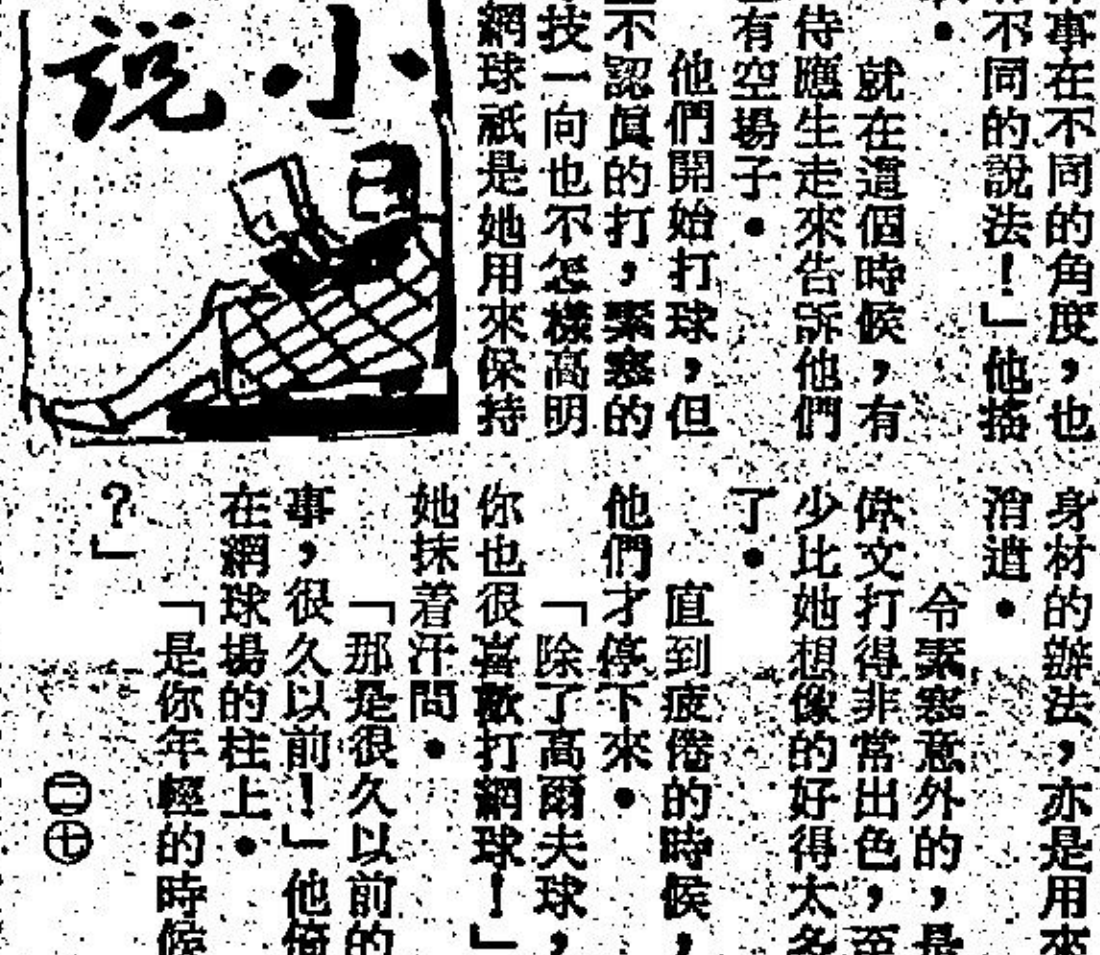 事在不同的角度，也
不同的說法！」他搖
．
就在這個時候，有
侍應生走來告訴他們
有空場子．
他們開始打球，但
不認眞的打，縈憲的
技一向也不怎樣高明
網球祇是她用來保持
小．說
身材的辦法，亦是用來
消遣．
令縈憲意外的，是
偉文打得非常出色，至
少比她想像的好得太多
了．
直到疲倦的時候，
他們才停下來．
「除了高爾夫球，
你也很喜歡打網球！」
她抹着汗問．
「那是很久以前的
事，很久以前！」他倚
在網球場的柱上．
「是你年輕的時候
？」
㊁㊆